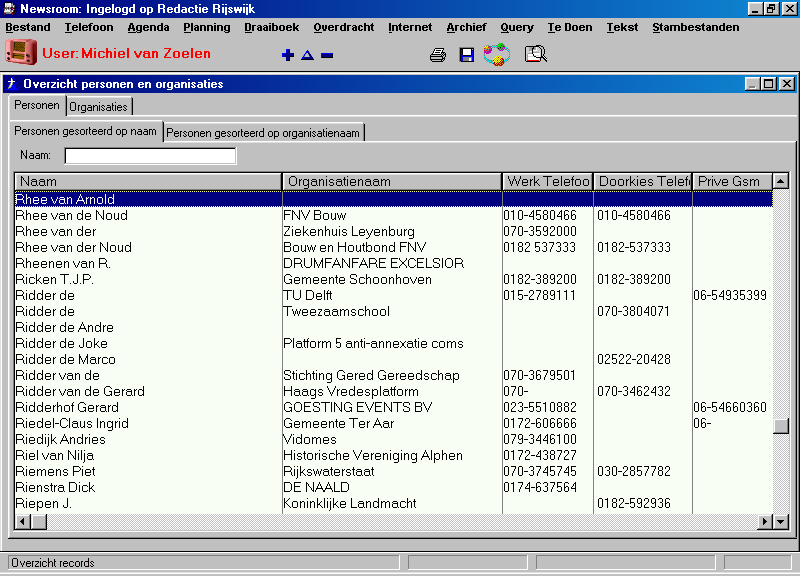 Newsroom: Ingelogd op Redactie Rijswijk
Bestand Telefoon Agenda Planning Draaiboek Overdracht Internet Archief Query Te Doen Tekst Stambestanden
User: Michiel van Zoelen
Overzicht personen en organisaties
Personen Organisaties
Personen gesorteerd op naam Personen gesorteerd op organisatienaam
Naam:
Naam Organisatienaam Werk Telefoo Doorkies Telef Prive Gsm
Rhee van Arnold
Rhee van de Noud FNV Bouw 010-4580466 010-4580466
Rhee van der Ziekenhuis Leyenburg 070-3592000
Rhee van der Noud Bouw en Houtbond FNV 0182 537333 0182-537333
Rheenen van R. DRUMFANFARE EXCELSIOR
Ricken T.J.P. Gemeente Schoonhoven 0182-389200 0182-389200
Ridder de TU Delft 015-2789111 06-54935399
Ridder de Tweezaamschool 070-3804071
Ridder de Andre
Ridder de Joke Platform 5 anti-annexatie coms
Ridder de Marco 02522-20428
Ridder van de Stichting Gered Gereedschap 070-3679501
Ridder van de Gerard Haags Vredesplatform 070- 070-3462432
Ridderhof Gerard GOESTING EVENTS BV 023-5510882 06-54660360
Riedel-Claus Ingrid Gemeente Ter Aar 0172-606666 06-
Riedijk Andries Vidomes 079-3446100
Riel van Nilja Historische Vereniging Alphen 0172-438727
Riemens Piet Rijkswaterstaat 070-3745745 030-2857782
Rienstra Dick DE NAALD 0174-637564
Riepen J. Koninklijke Landmacht 0182-592936
Overzicht records